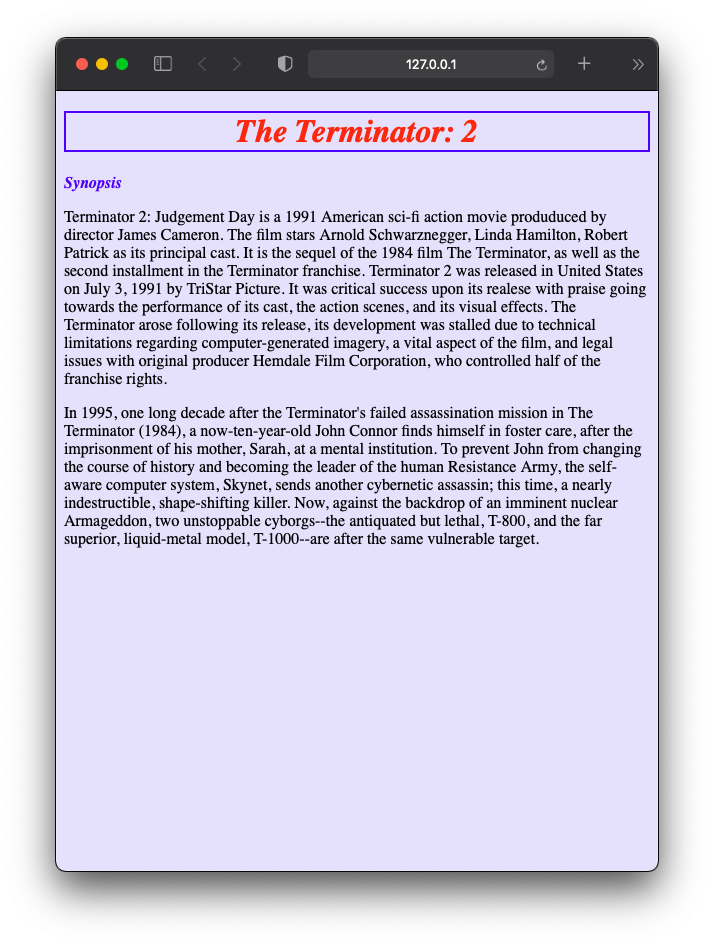 127.0.0.1
The Terminator: 2
Synopsis
Terminator 2: Judgement Day is a 1991 American sci-fi action movie produduced by
director James Cameron. The film stars Arnold Schwarznegger, Linda Hamilton, Robert
Patrick as its principal cast. It is the sequel of the 1984 film The Terminator, as well as the
second installment in the Terminator franchise. Terminator 2 was released in United States
on July 3, 1991 by TriStar Picture. It was critical success upon its realese with praise going
towards the performance of its cast, the action scenes, and its visual effects. The
Terminator arose following its release, its development was stalled due to technical
limitations regarding computer-generated imagery, a vital aspect of the film, and legal
issues with original producer Hemdale Film Corporation, who controlled half of the
franchise rights.
In 1995, one long decade after the Terminator's failed assassination mission in The
Terminator (1984), a now-ten-year-old John Connor finds himself in foster care, after the
imprisonment of his mother, Sarah, at a mental institution. To prevent John from changing
the course of history and becoming the leader of the human Resistance Army, the self-
aware computer system, Skynet, sends another cybernetic assassin; this time, a nearly
indestructible, shape-shifting killer. Now, against the backdrop of an imminent nuclear
Armageddon, two unstoppable cyborgs--the antiquated but lethal, T-800, and the far
superior, liquid-metal model, T-1000--are after the same vulnerable target.